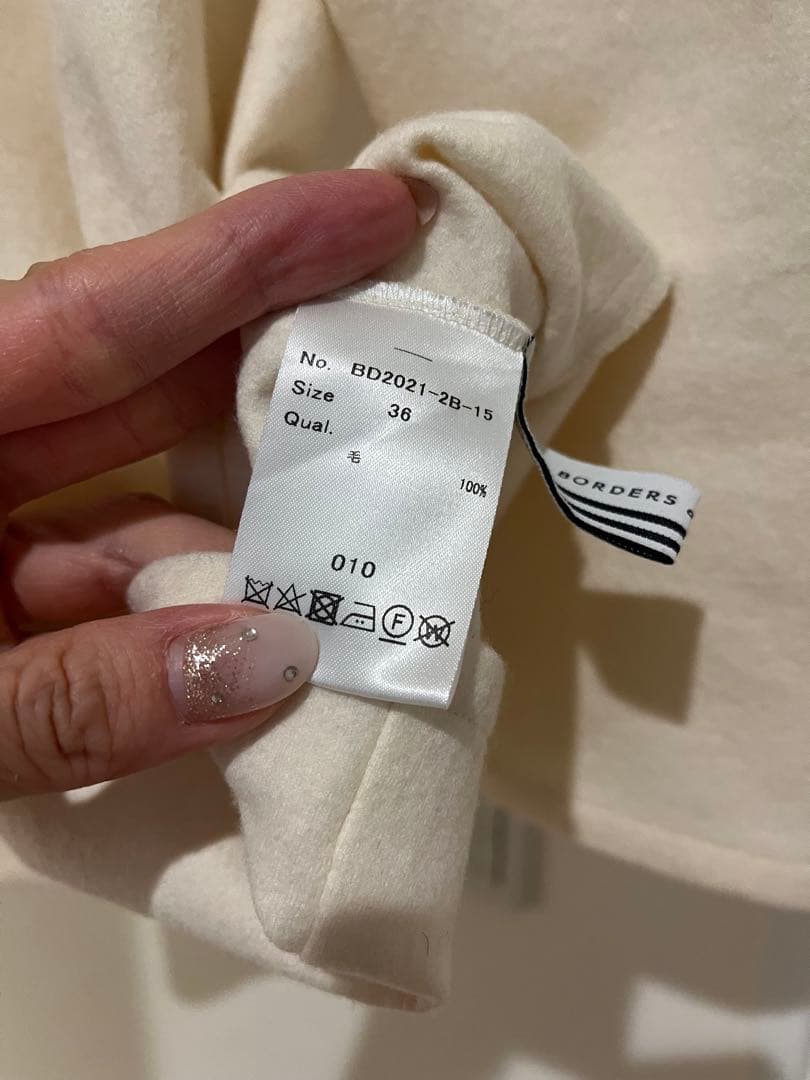 No. BD2021-2B-15
Size 36
Qual.
毛
100%
010
F W
BORDERS